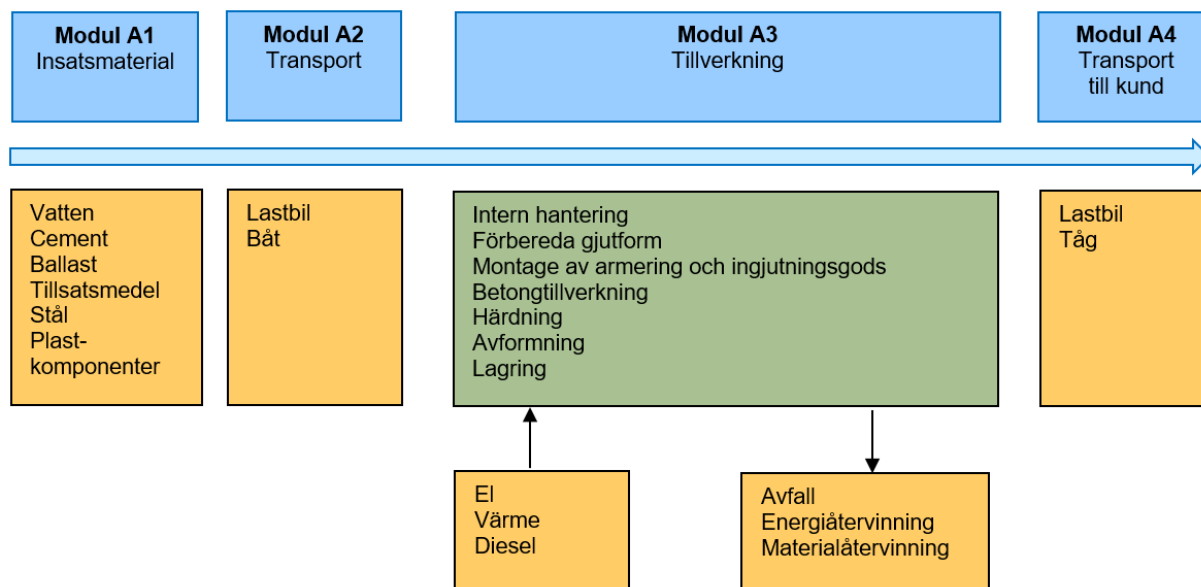 Modul A1
Insatsmaterial
Modul A2
Transport
Modul A3
Tillverkning
Modul A4
Transport
till kund
Vatten
Cement
Ballast
Tillsatsmedel
Stål
Plast-
komponenter
Lastbil
Båt
Intern hantering
Förbereda gjutform
Montage av armering och ingjutningsgods
Betongtillverkning
Härdning
Avformning
Lagring
Lastbil
Tåg
El
Värme
Diesel
Avfall
Energiåtervinning
Materialåtervinning